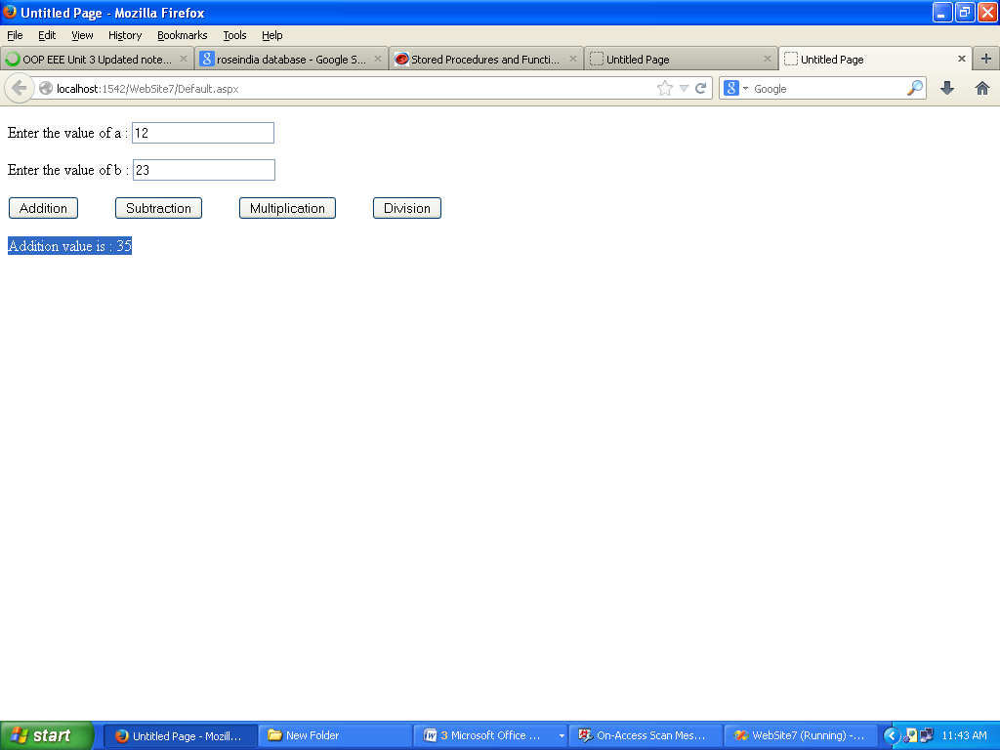 Untitled Page - Mozilla Firefox
File Edit View History Bookmarks Tools Help
OOP EEE Unit 3 Updated note... roseindia database - Google S... Stored Procedures and Functi... Untitled Page Untitled Page
localhost:1542/WebSite7/Default.aspx Google
Enter the value of a : 12
Enter the value of b : 23
Addition Subtraction Multiplication Division
Addition value is : 35
start Untitled Page - Mozill... New Folder 3 Microsoft Office ... On-Access Scan Mes... WebSite7 (Running) -... 11:43 AM